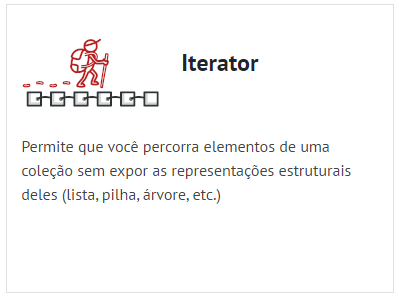 Iterator
Permite que você percorra elementos de uma
coleção sem expor as representações estruturais
deles (lista, pilha, árvore, etc.)